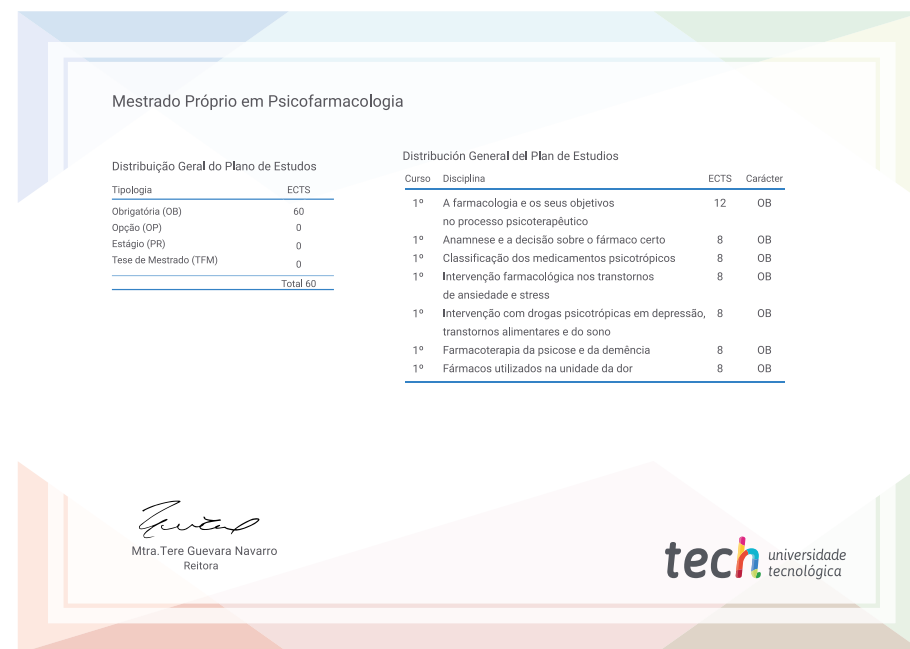 Mestrado Próprio em Psicofarmacologia
Distribuição Geral do Plano de Estudos
Tipologia ECTS
Obrigatória (OB) 60
Opção (OP) 0
Estágio (PR) 0
Tese de Mestrado (TFM) 0
Total 60
Distribución General del Plan de Estudios
Curso Disciplina ECTS Carácter
1º A farmacologia e os seus objetivos 12 OB
no processo psicoterapêutico
1º Anamnese e a decisão sobre o fármaco certo 8 OB
1º Classificação dos medicamentos psicotrópicos 8 OB
1º Intervenção farmacológica nos transtornos 8 OB
de ansiedade e stress
1º Intervenção com drogas psicotrópicas em depressão, 8 OB
transtornos alimentares e do sono
1º Farmacoterapia da psicose e da demência 8 OB
1º Fármacos utilizados na unidade da dor 8 OB
Mtra.Tere Guevara Navarro
Reitora
tech universidade
tecnológica